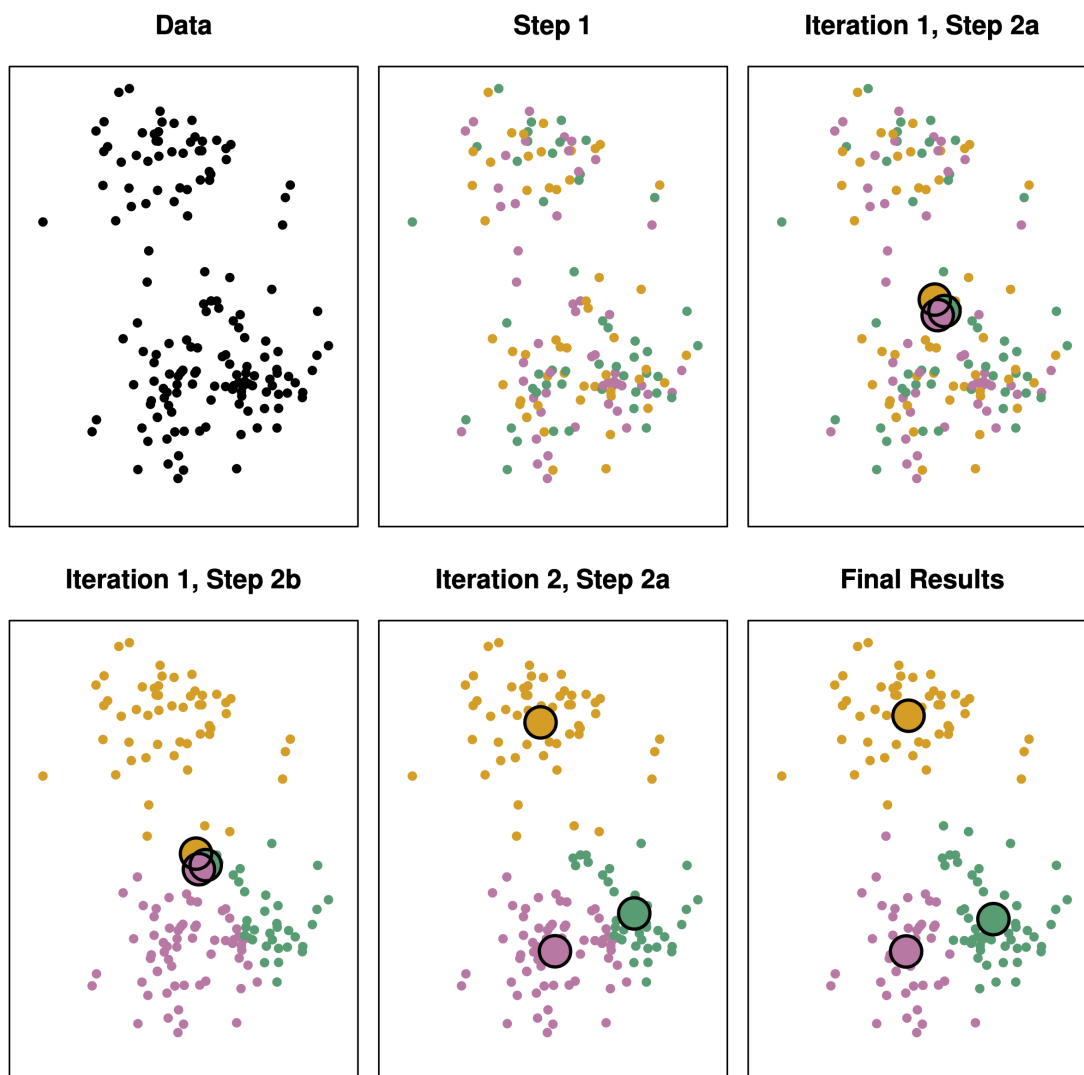 Data
Step 1
Iteration 1, Step 2a
Iteration 1, Step 2b
Iteration 2, Step 2a
Final Results